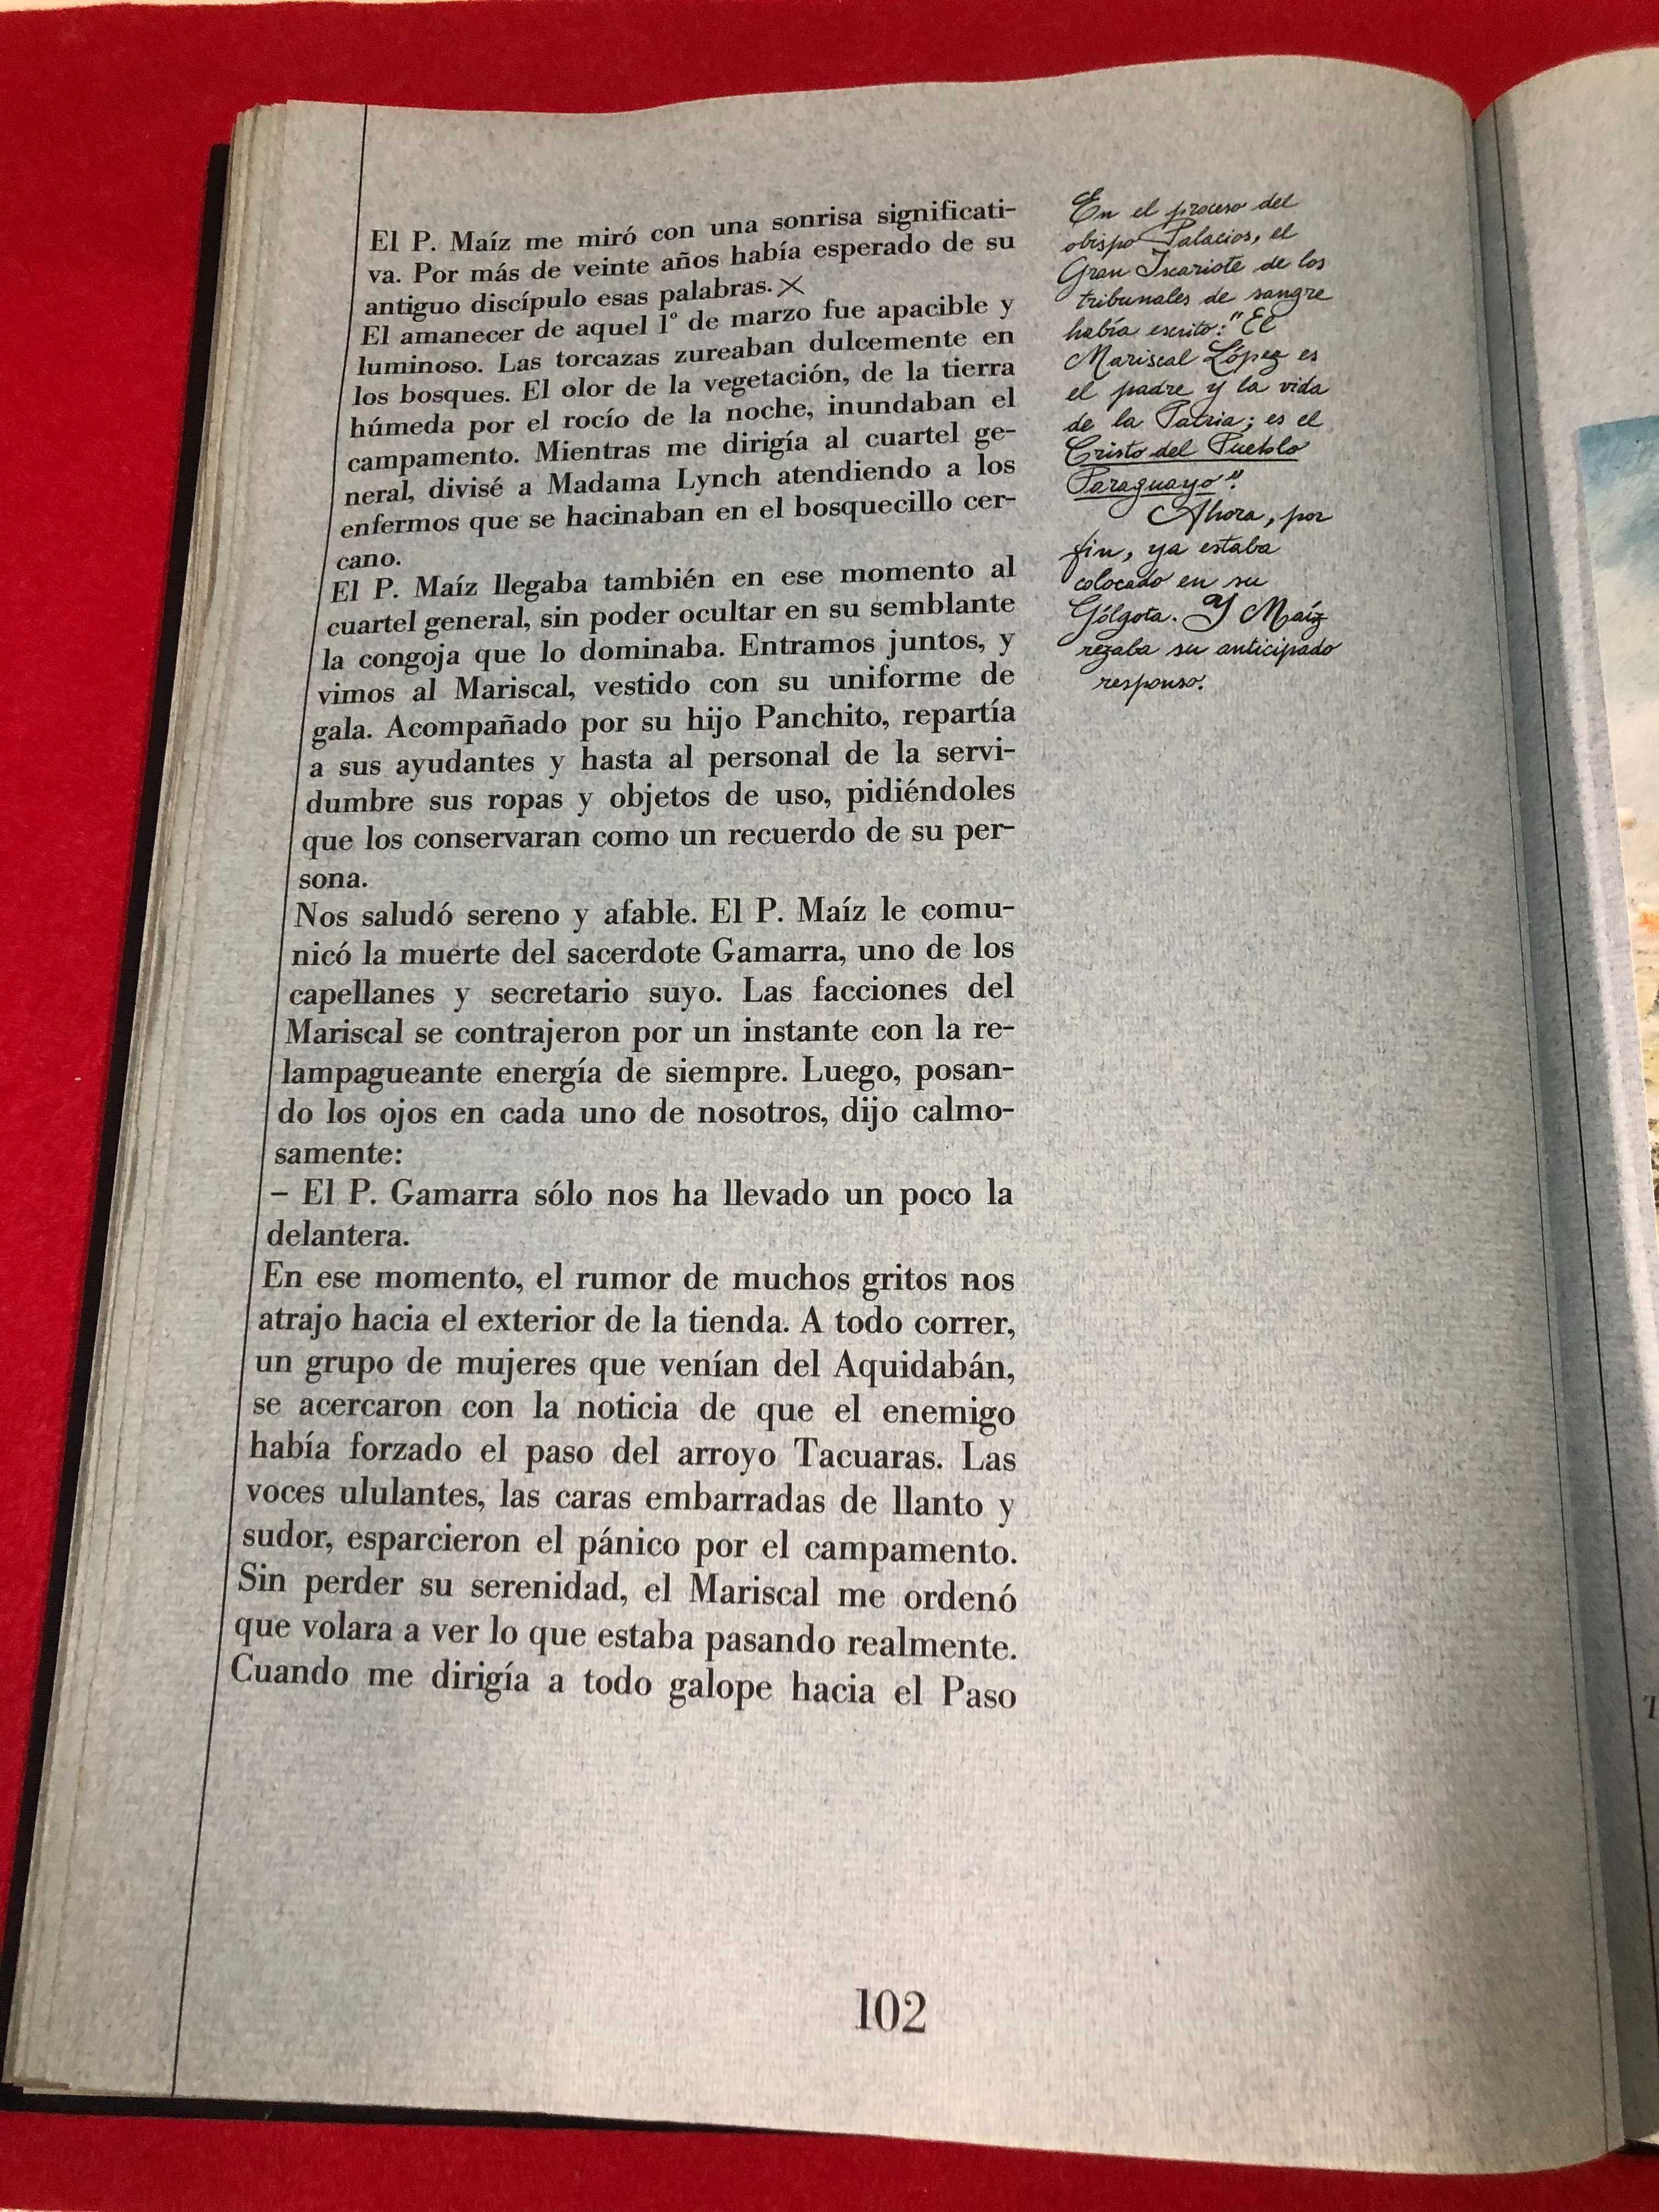 El P. Maíz me miró con una sonrisa significati-
va. Por más de veinte años había esperado de su
antiguo discípulo esas palabras. X
El amanecer de aquel 1° de marzo fue apacible y
luminoso. Las torcazas zureaban dulcemente en
los bosques. El olor de la vegetación, de la tierra
húmeda por el rocío de la noche, inundaban el
campamento. Mientras me dirigía al cuartel ge-
neral, divisé a Madama Lynch atendiendo a los
enfermos que se hacinaban en el bosquecillo cer-
cano.
El P. Maíz llegaba también en ese momento al
cuartel general, sin poder ocultar en su semblante
la congoja que lo dominaba. Entramos juntos, y
vimos al Mariscal, vestido con su uniforme de
gala. Acompañado por su hijo Panchito, repartía
a sus ayudantes y hasta al personal de la servi-
dumbre sus ropas y objetos de uso, pidiéndoles
que los conservaran como un recuerdo de su per-
sona.
Nos saludó sereno y afable. El P. Maíz le comu-
nicó la muerte del sacerdote Gamarra, uno de los
capellanes y secretario suyo. Las facciones del
Mariscal se contrajeron por un instante con la re-
lampagueante energía de siempre. Luego, posan-
do los ojos en cada uno de nosotros, dijo calmo-
samente:
– El P. Gamarra sólo nos ha llevado un poco la
delantera.
En ese momento, el rumor de muchos gritos nos
atrajo hacia el exterior de la tienda. A todo correr,
un grupo de mujeres que venían del Aquidabán,
se acercaron con la noticia de que el enemigo
había forzado el paso del arroyo Tacuaras. Las
voces ululantes, las caras embarradas de llanto y
sudor, esparcieron el pánico por el campamento.
Sin perder su serenidad, el Mariscal me ordenó
que volara a ver lo que estaba pasando realmente.
Cuando me dirigía a todo galope hacia el Paso
En el proceso del
obispo Palacios, el
Gran Iscariote de los
tribunales de sangre
había escrito: "El
Mariscal López es
el padre y la vida
de la Patria; es el
Cristo del Pueblo
Paraguayo".
Ahora, por
fin, ya estaba
colocado en su
Gólgota. Y Maíz
rezaba su anticipado
responso.
102